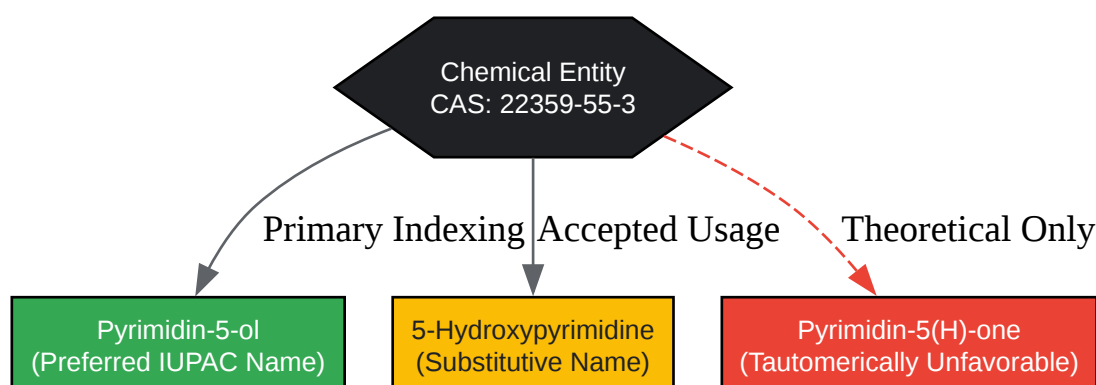 Chemical Entity
CAS: 22359-55-3
Primary Indexing
Accepted Usage
Theoretical Only
Pyrimidin-5-ol
(Preferred IUPAC Name)
5-Hydroxypyrimidine
(Substitutive Name)
Pyrimidin-5(H)-one
(Tautomerically Unfavorable)